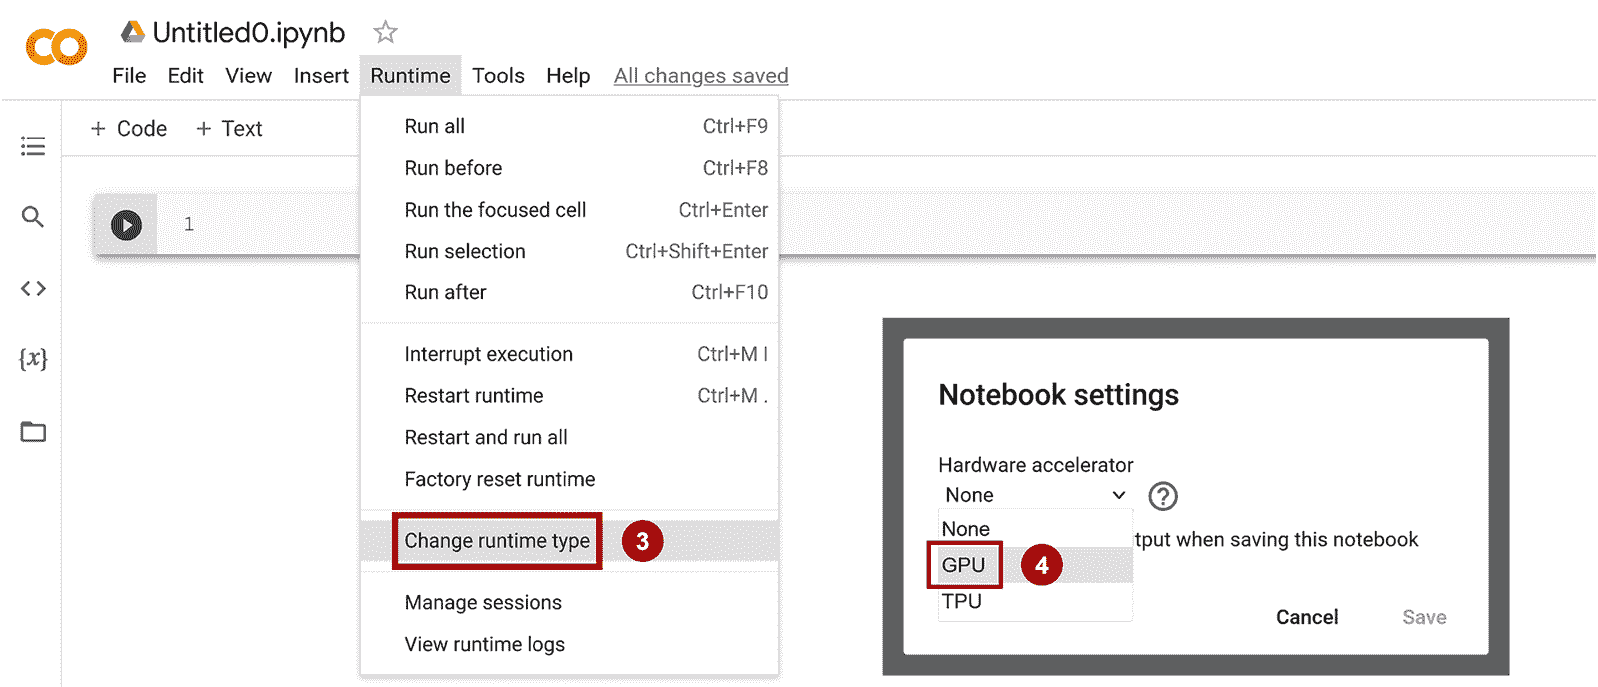 Untitled0.ipynb
File Edit View Insert Runtime Tools Help All changes saved
+ Code + Text
Run all Ctrl+F9
Run before Ctrl+F8
1
Run the focused cell Ctrl+Enter
Run selection Ctrl+Shift+Enter
Run after Ctrl+F10
Interrupt execution Ctrl+M I
Restart runtime Ctrl+M .
Restart and run all
Factory reset runtime
Change runtime type 3
Manage sessions
View runtime logs
Notebook settings
Hardware accelerator
None
None
tput when saving this notebook
GPU 4
TPU
Cancel Save